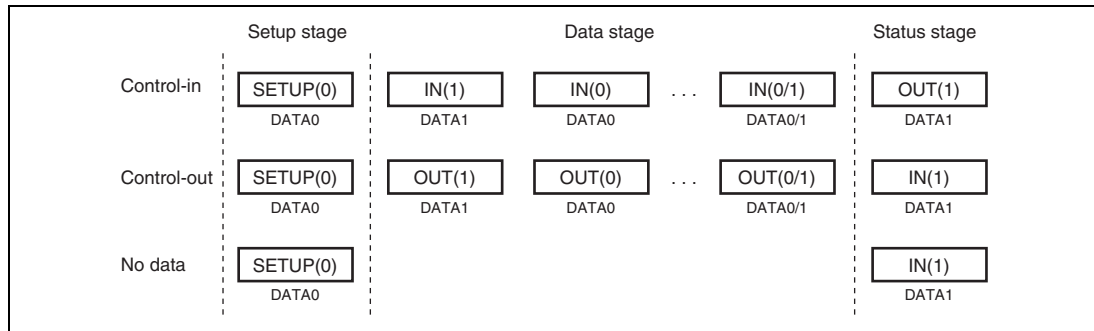 Setup stage Data stage Status stage
Control-in SETUP(0) IN(1) IN(0) . . . IN(0/1) OUT(1)
DATA0 DATA1 DATA0 DATA0/1 DATA1
Control-out SETUP(0) OUT(1) OUT(0) . . . OUT(0/1) IN(1)
DATA0 DATA1 DATA0 DATA0/1 DATA1
No data SETUP(0) IN(1)
DATA0 DATA1